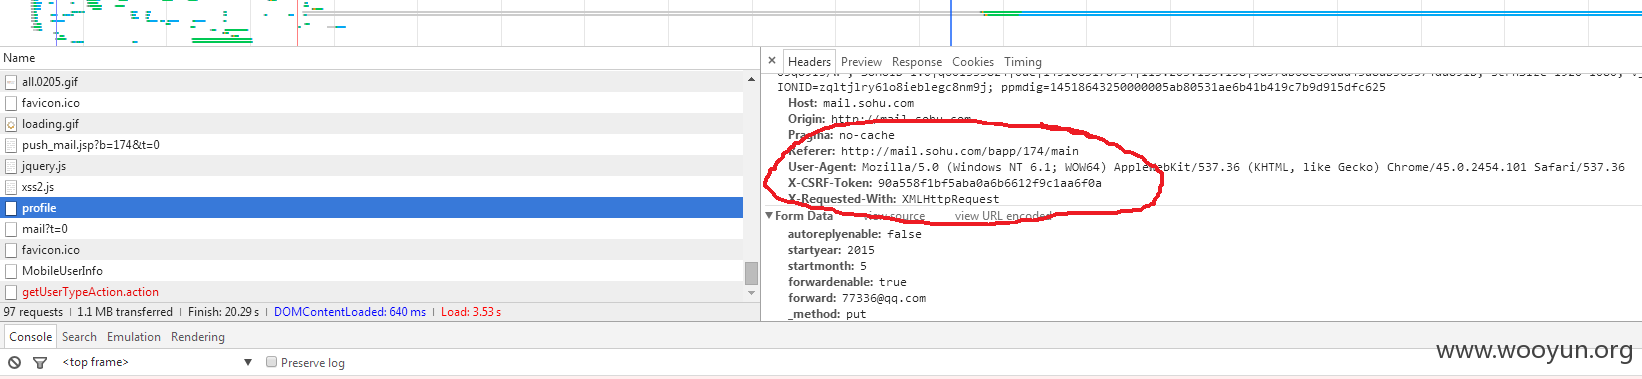 Name
all.0205.gif
favicon.ico
loading.gif
push_mail.jsp?b=174&t=0
jquery.js
xss2.js
profile
mail?t=0
favicon.ico
MobileUserInfo
getUserTypeAction.action
97 requests | 1.1 MB transferred | Finish: 20.29 s | DOMContentLoaded: 640 ms | Load: 3.53 s
× Headers Preview Response Cookies Timing
IONID=zqltjlry61o8ieblegc8nm9j; ppmdig=14518643250000005ab80531ae6b41b419c7b9d915dfc625
Host: mail.sohu.com
Origin: http://mail.sohu.com
Pragma: no-cache
Referer: http://mail.sohu.com/bapp/174/main
User-Agent: Mozilla/5.0 (Windows NT 6.1; WOW64) AppleWebKit/537.36 (KHTML, like Gecko) Chrome/45.0.2454.101 Safari/537.36
X-CSRF-Token: 90a558f1bf5aba0a6b6612f9c1aa6f0a
X-Requested-With: XMLHttpRequest
Form Data view source view URL encoded
autoreplyenable: false
startyear: 2015
startmonth: 5
forwardenable: true
forward: 77336@qq.com
_method: put
Console Search Emulation Rendering
<top frame> Preserve log
www.wooyun.org